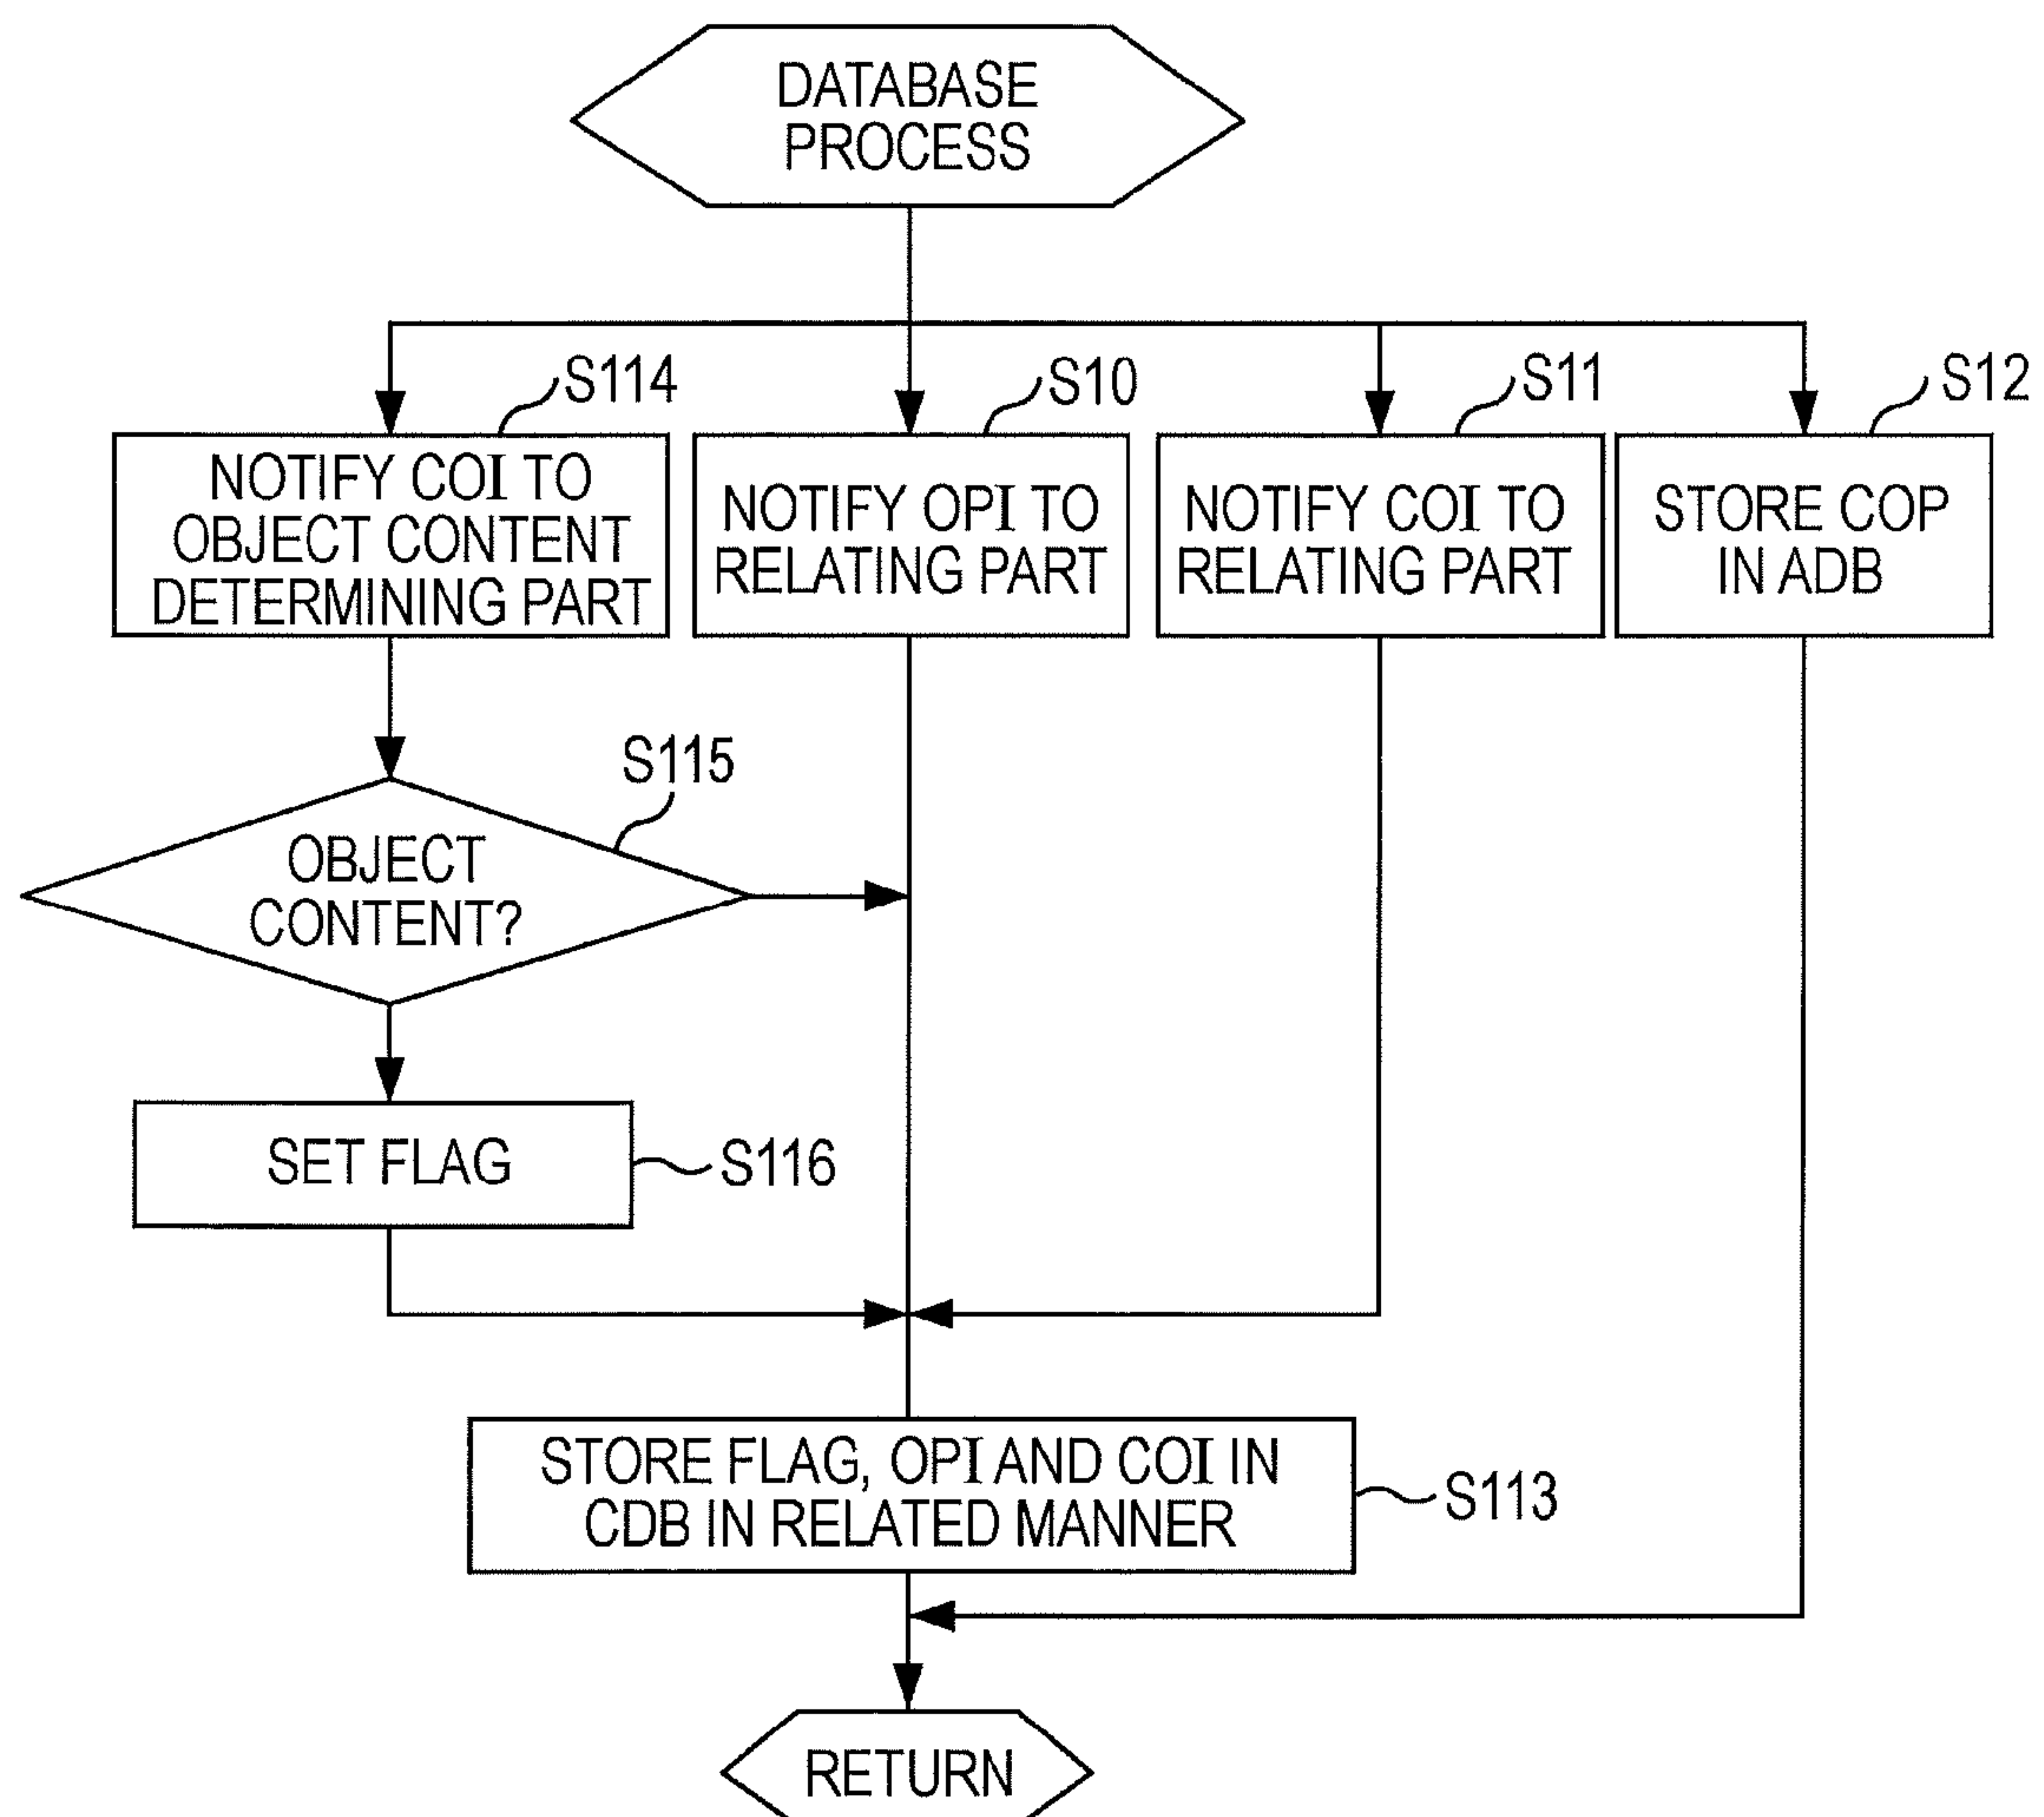 DATABASE
PROCESS
S114
S10
S11
S12
NOTIFY COI TO
OBJECT CONTENT
DETERMINING PART
NOTIFY OPI TO
RELATING PART
NOTIFY COI TO
RELATING PART
STORE COP
IN ADB
S115
OBJECT
CONTENT?
SET FLAG
S116
STORE FLAG, OPI AND COI IN
CDB IN RELATED MANNER
S113
RETURN